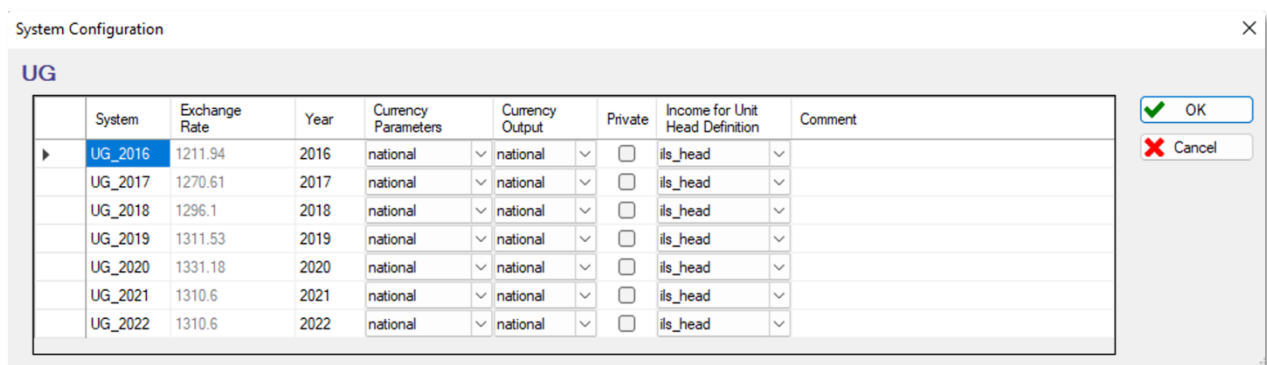 System Configuration
UG
System Exchange Rate Year Currency Parameters Currency Output Private Income for Unit Head Definition Comment
UG_2016 1211.94 2016 national national ils_head
UG_2017 1270.61 2017 national national ils_head
UG_2018 1296.1 2018 national national ils_head
UG_2019 1311.53 2019 national national ils_head
UG_2020 1331.18 2020 national national ils_head
UG_2021 1310.6 2021 national national ils_head
UG_2022 1310.6 2022 national national ils_head
OK
Cancel